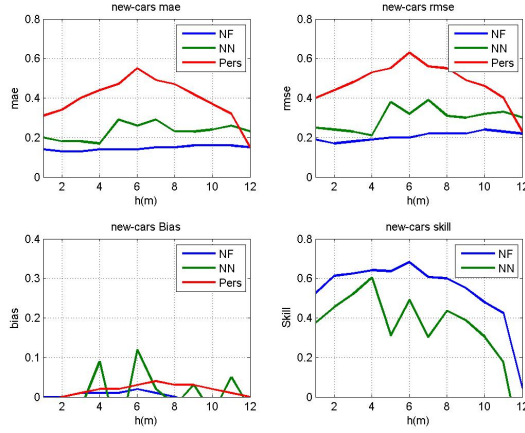 new-cars mae
new-cars rmse
0.8
0.6
0.4
0.2
0
mae
NF
NN
Pers
2 4 6 8 10 12
h(m)
0.8
0.6
0.4
0.2
0
rmse
NF
NN
Pers
2 4 6 8 10 12
h(m)
new-cars Bias
new-cars skill
0.4
0.3
0.2
0.1
0
bias
NF
NN
Pers
2 4 6 8 10 12
h(m)
0.8
0.6
0.4
0.2
0
Skill
NF
NN
2 4 6 8 10 12
h(m)